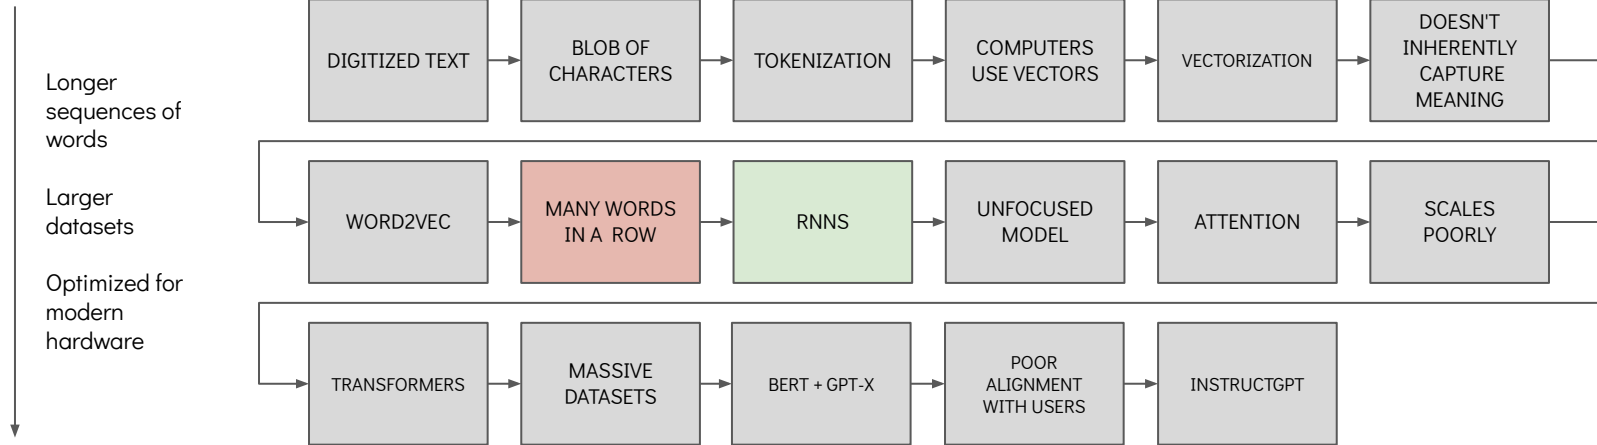 Longer
sequences of
words
Larger
datasets
Optimized for
modern
hardware
DIGITIZED TEXT
BLOB OF
CHARACTERS
TOKENIZATION
COMPUTERS
USE VECTORS
VECTORIZATION
DOESN'T
INHERENTLY
CAPTURE
MEANING
WORD2VEC
MANY WORDS
IN A ROW
RNNS
UNFOCUSED
MODEL
ATTENTION
SCALES
POORLY
TRANSFORMERS
MASSIVE
DATASETS
BERT + GPT-X
POOR
ALIGNMENT
WITH USERS
INSTRUCTGPT